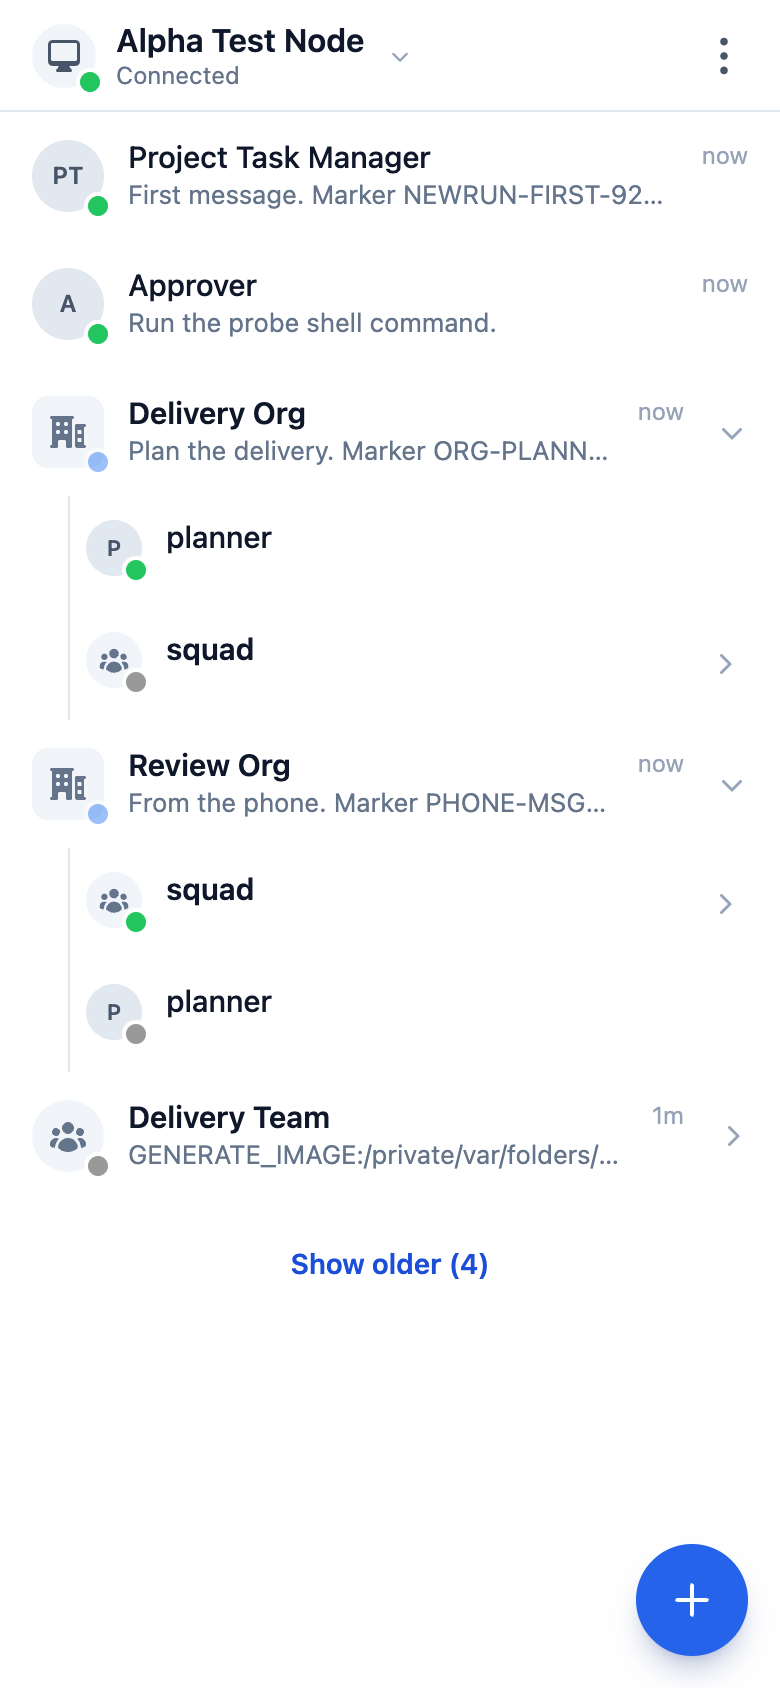 Alpha Test Node
Connected
PT
Project Task Manager
now
First message. Marker NEWRUN-FIRST-92...
A
Approver
now
Run the probe shell command.
Delivery Org
now
Plan the delivery. Marker ORG-PLANN...
P
planner
squad
Review Org
now
From the phone. Marker PHONE-MSG...
squad
P
planner
Delivery Team
1m
GENERATE_IMAGE:/private/var/folders/...
Show older (4)